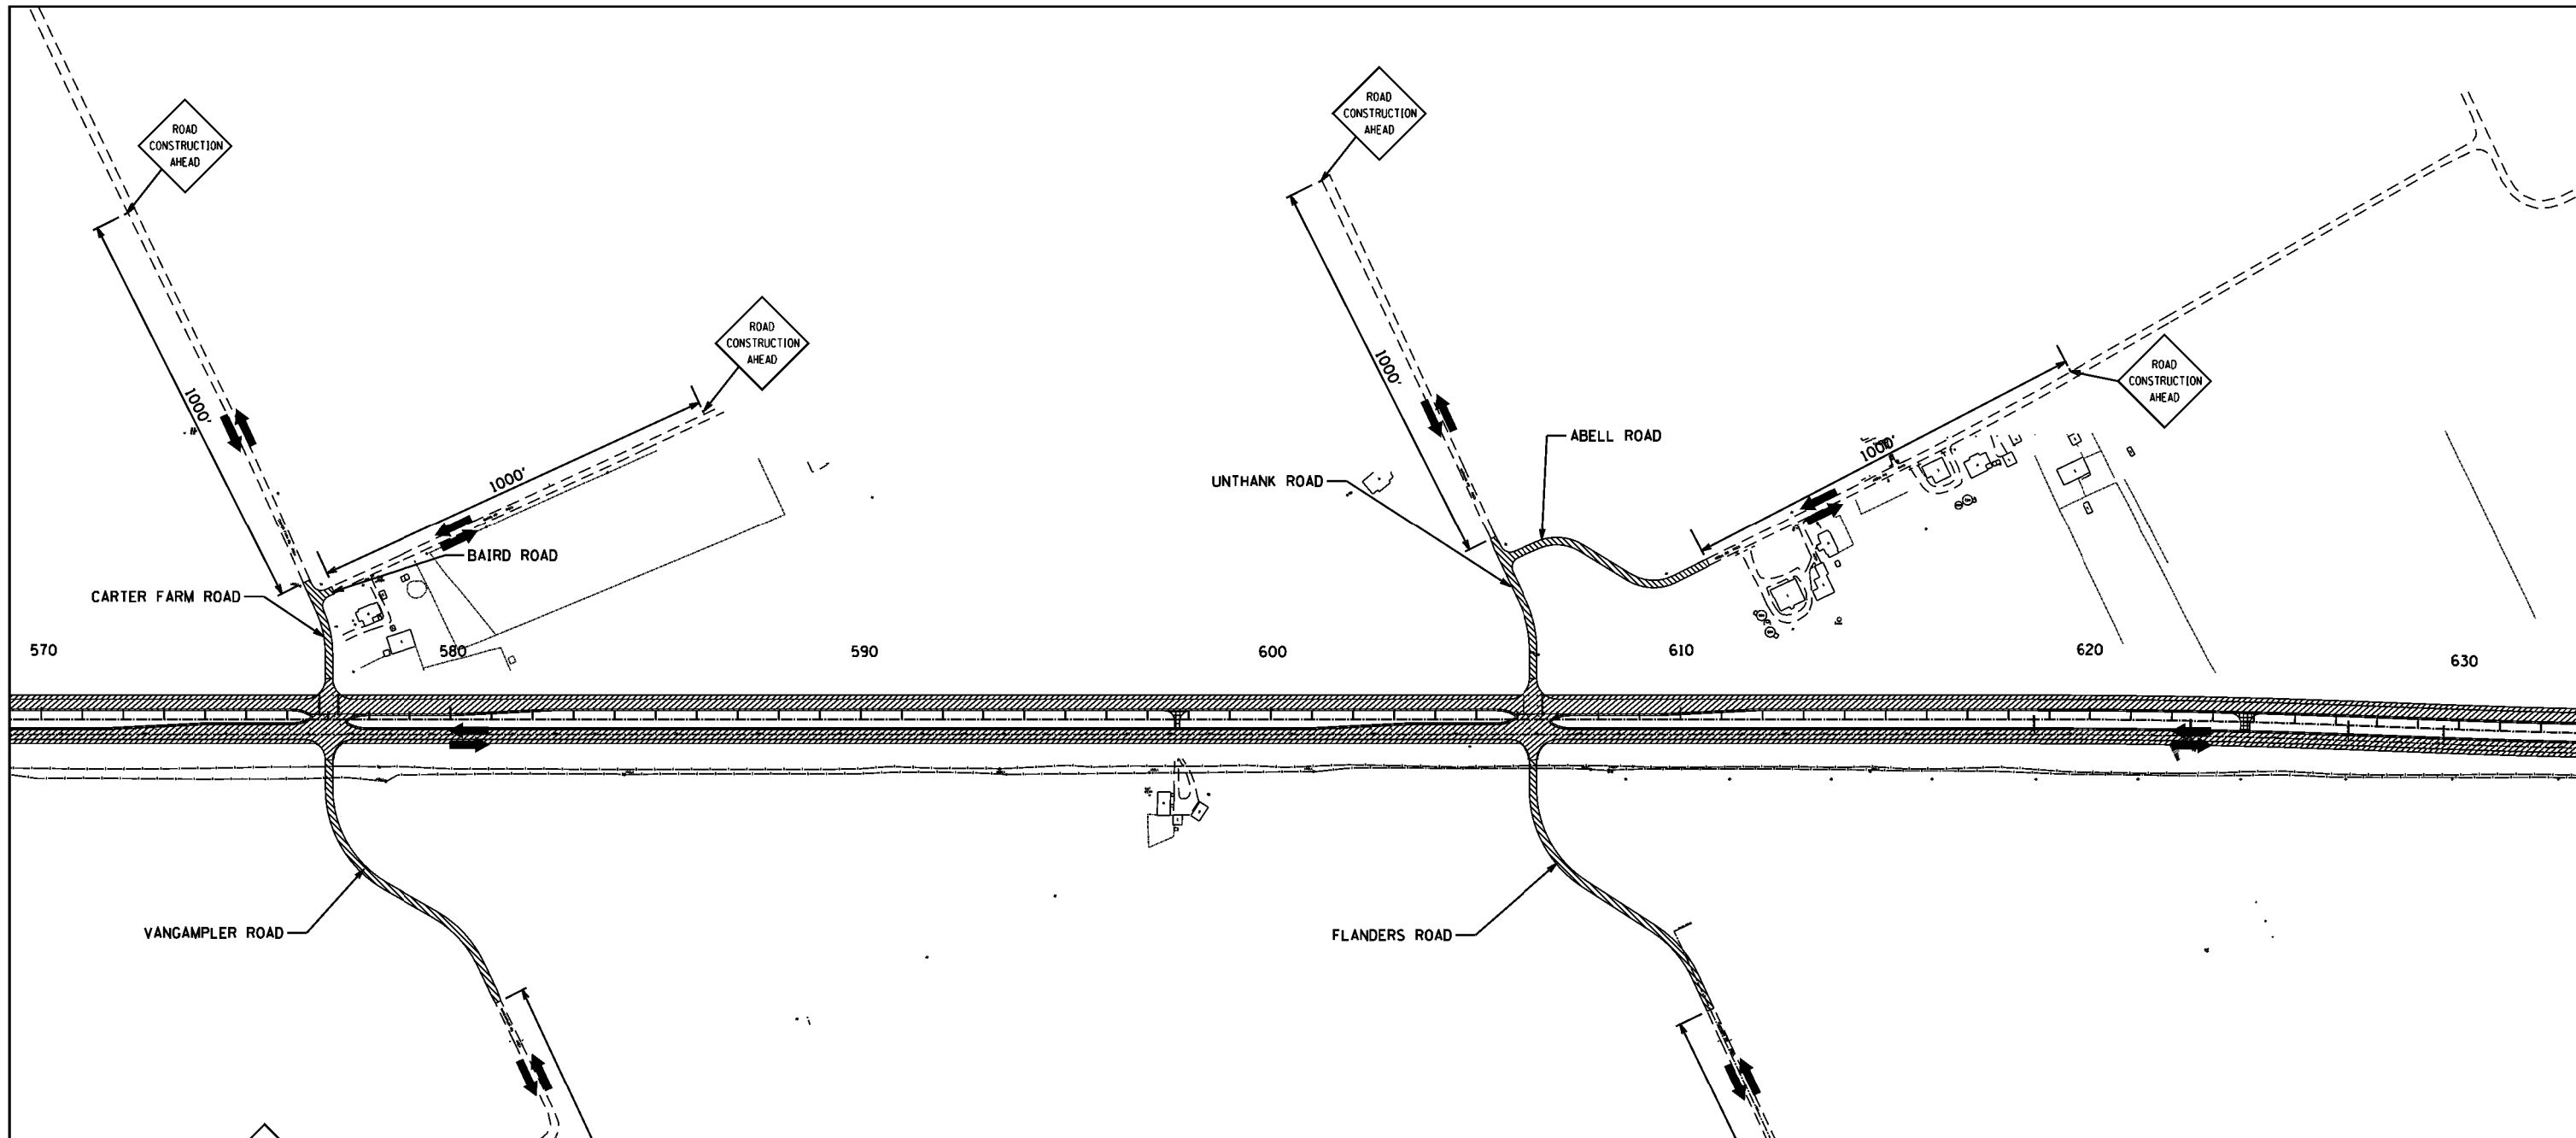 ROAD
CONSTRUCTION
AHEAD
ROAD
CONSTRUCTION
AHEAD
ROAD
CONSTRUCTION
AHEAD
ROAD
CONSTRUCTION
AHEAD
1000'
1000'
1000'
1000'
ABELL ROAD
UNTHANK ROAD
BAIRD ROAD
CARTER FARM ROAD
570
580
590
600
610
620
630
VANGAMPLER ROAD
FLANDERS ROAD